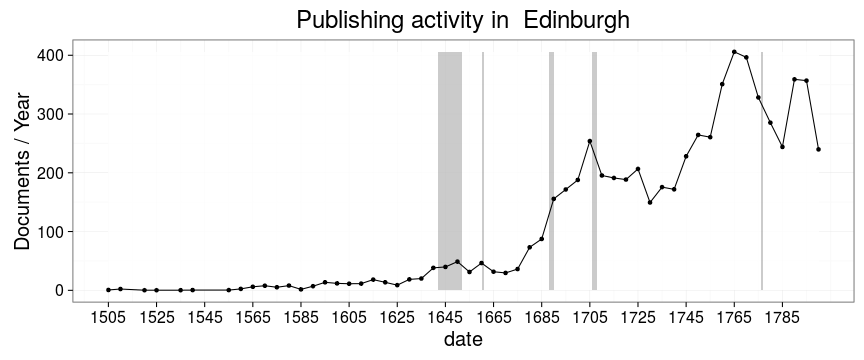 Publishing activity in  Edinburgh
Documents / Year
400
300
200
100
0
1505 1525 1545 1565 1585 1605 1625 1645 1665 1685 1705 1725 1745 1765 1785
date